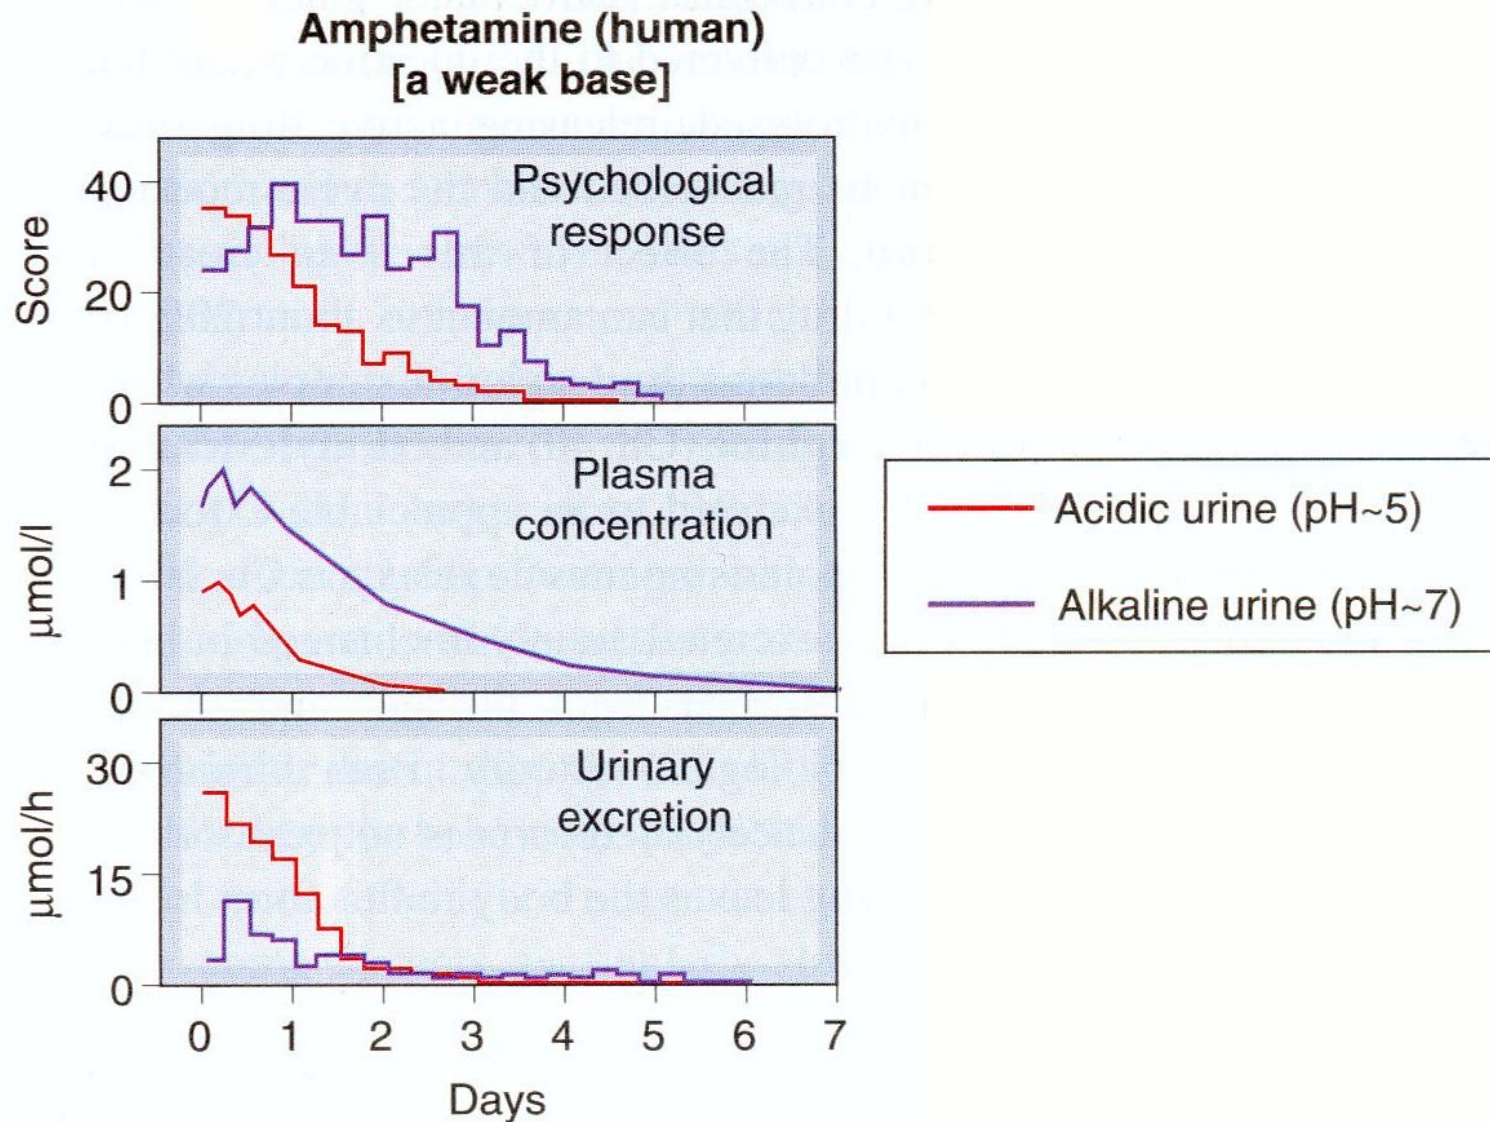 Amphetamine (human)
[a weak base]
Psychological
response
Score
40
20
0
Plasma
concentration
µmol/l
2
1
0
Acidic urine (pH~5)
Alkaline urine (pH~7)
Urinary
excretion
µmol/h
30
15
0
0 1 2 3 4 5 6 7
Days